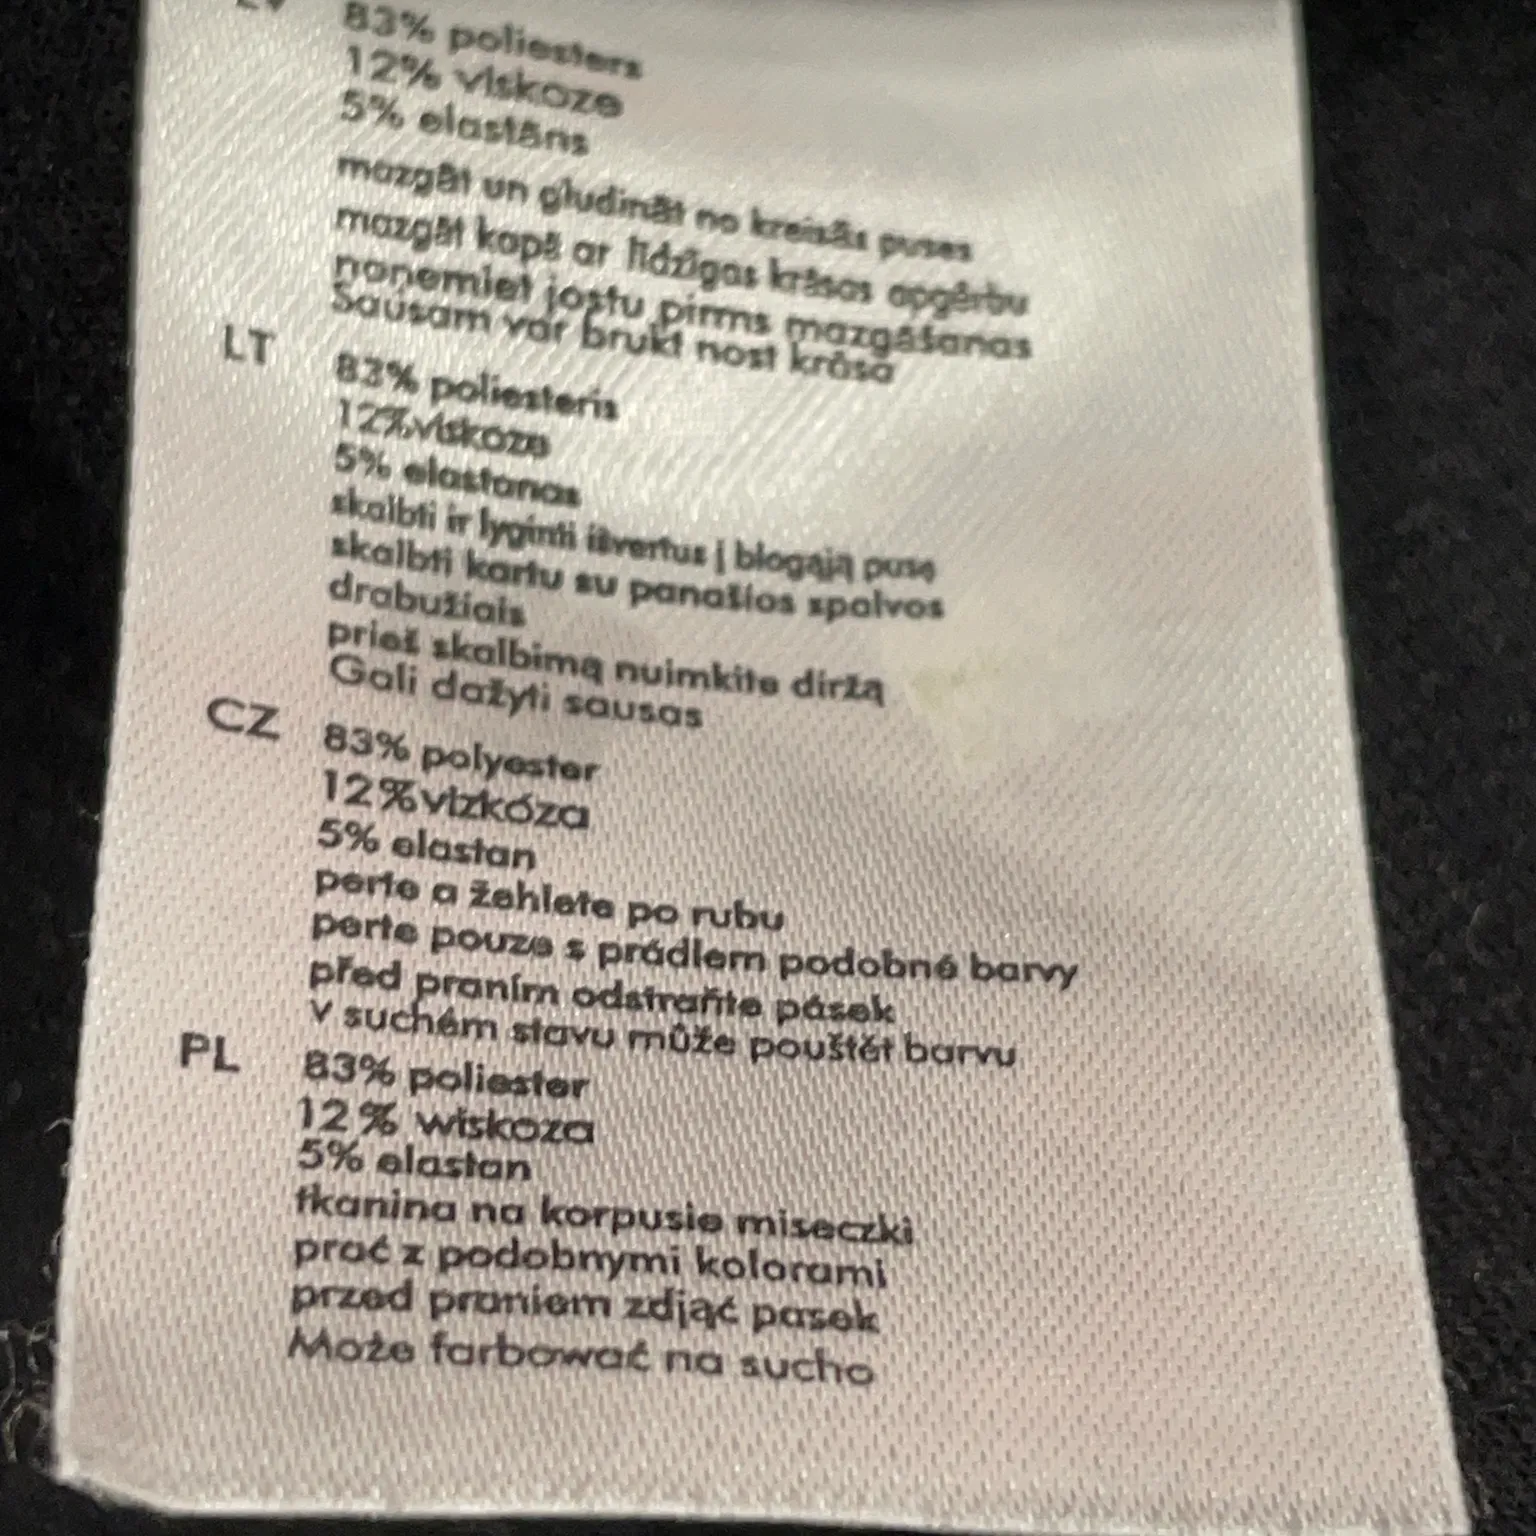 LV 83% poliesters
12% viskoze
5% elastāns
mazgāt un gludināt no kreisās puses
mazgāt kopā ar līdzīgas krāsas apģērbu
noņemiet jostu pirms mazgāšanas
Sausam var brukt nost krāsa
LT 83% poliesteris
12%viskoze
5% elastanas
skalbti ir lyginti išvertus į blogąją pusę
skalbti kartu su panašios spalvos
drabužiais
prieš skalbimą nuimkite diržą
Gali dažyti sausas
CZ 83% polyester
12%vizkóza
5% elastan
perte a žehlete po rubu
perte pouze s prádlem podobné barvy
před praním odstraňte pásek
v suchém stavu může pouštět barvu
PL 83% poliester
12% wiskoza
5% elastan
tkanina na korpusie miseczki
prać z podobnymi kolorami
przed praniem zdjąć pasek
Może farbować na sucho